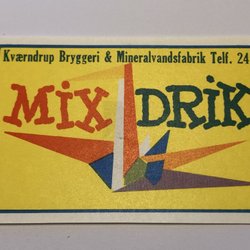 Kværndrup Bryggeri & Mineralvandsfabrik Telf. 24
MiX DRiK